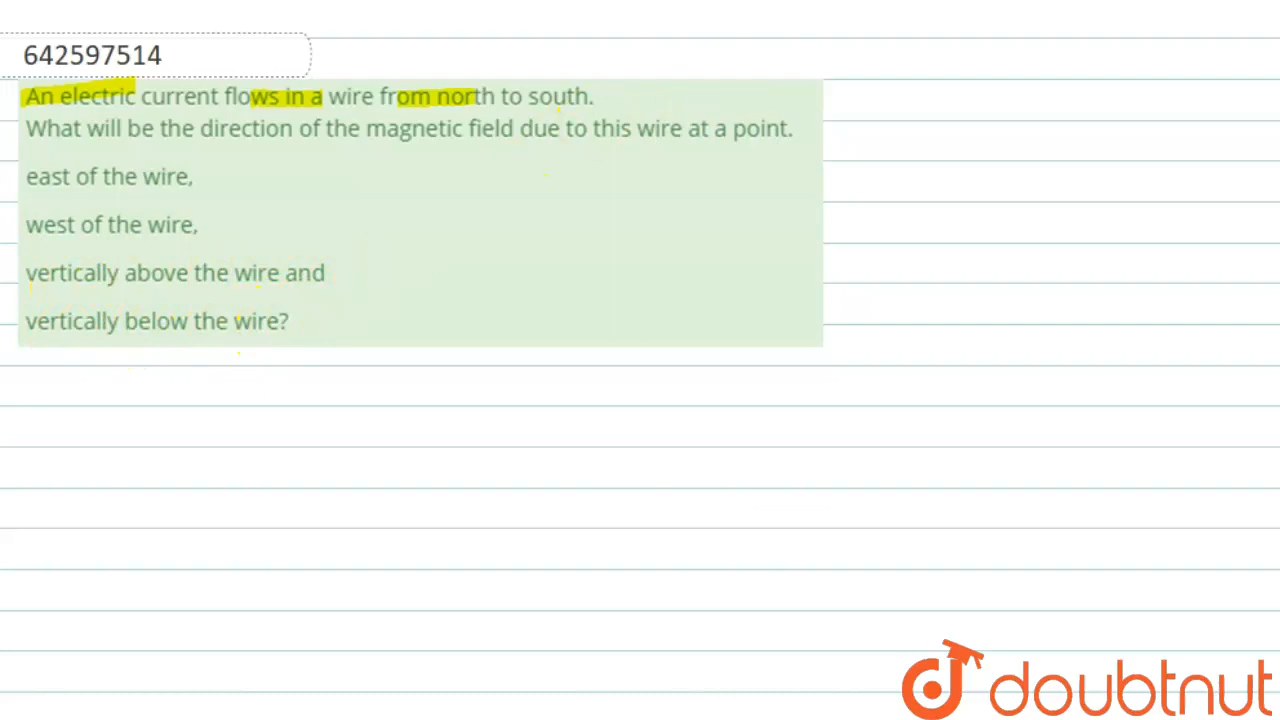 642597514
An electric current flows in a wire from north to south.
What will be the direction of the magnetic field due to this wire at a point.
east of the wire,
west of the wire,
vertically above the wire and
vertically below the wire?
doubtnut